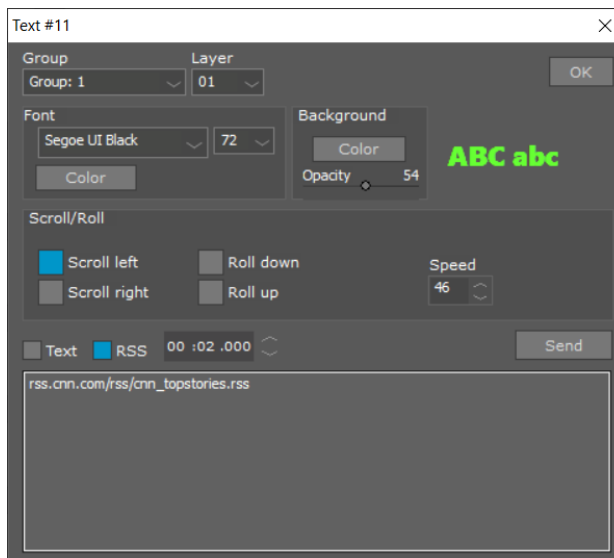 Text #11
Group Layer
Group: 1 01 OK
Font Background
Segoe UI Black 72 Color ABC abc
Color Opacity 54
Scroll/Roll
Scroll left Roll down Speed
Scroll right Roll up 46
Text RSS 00 :02 .000 Send
rss.cnn.com/rss/cnn_topstories.rss